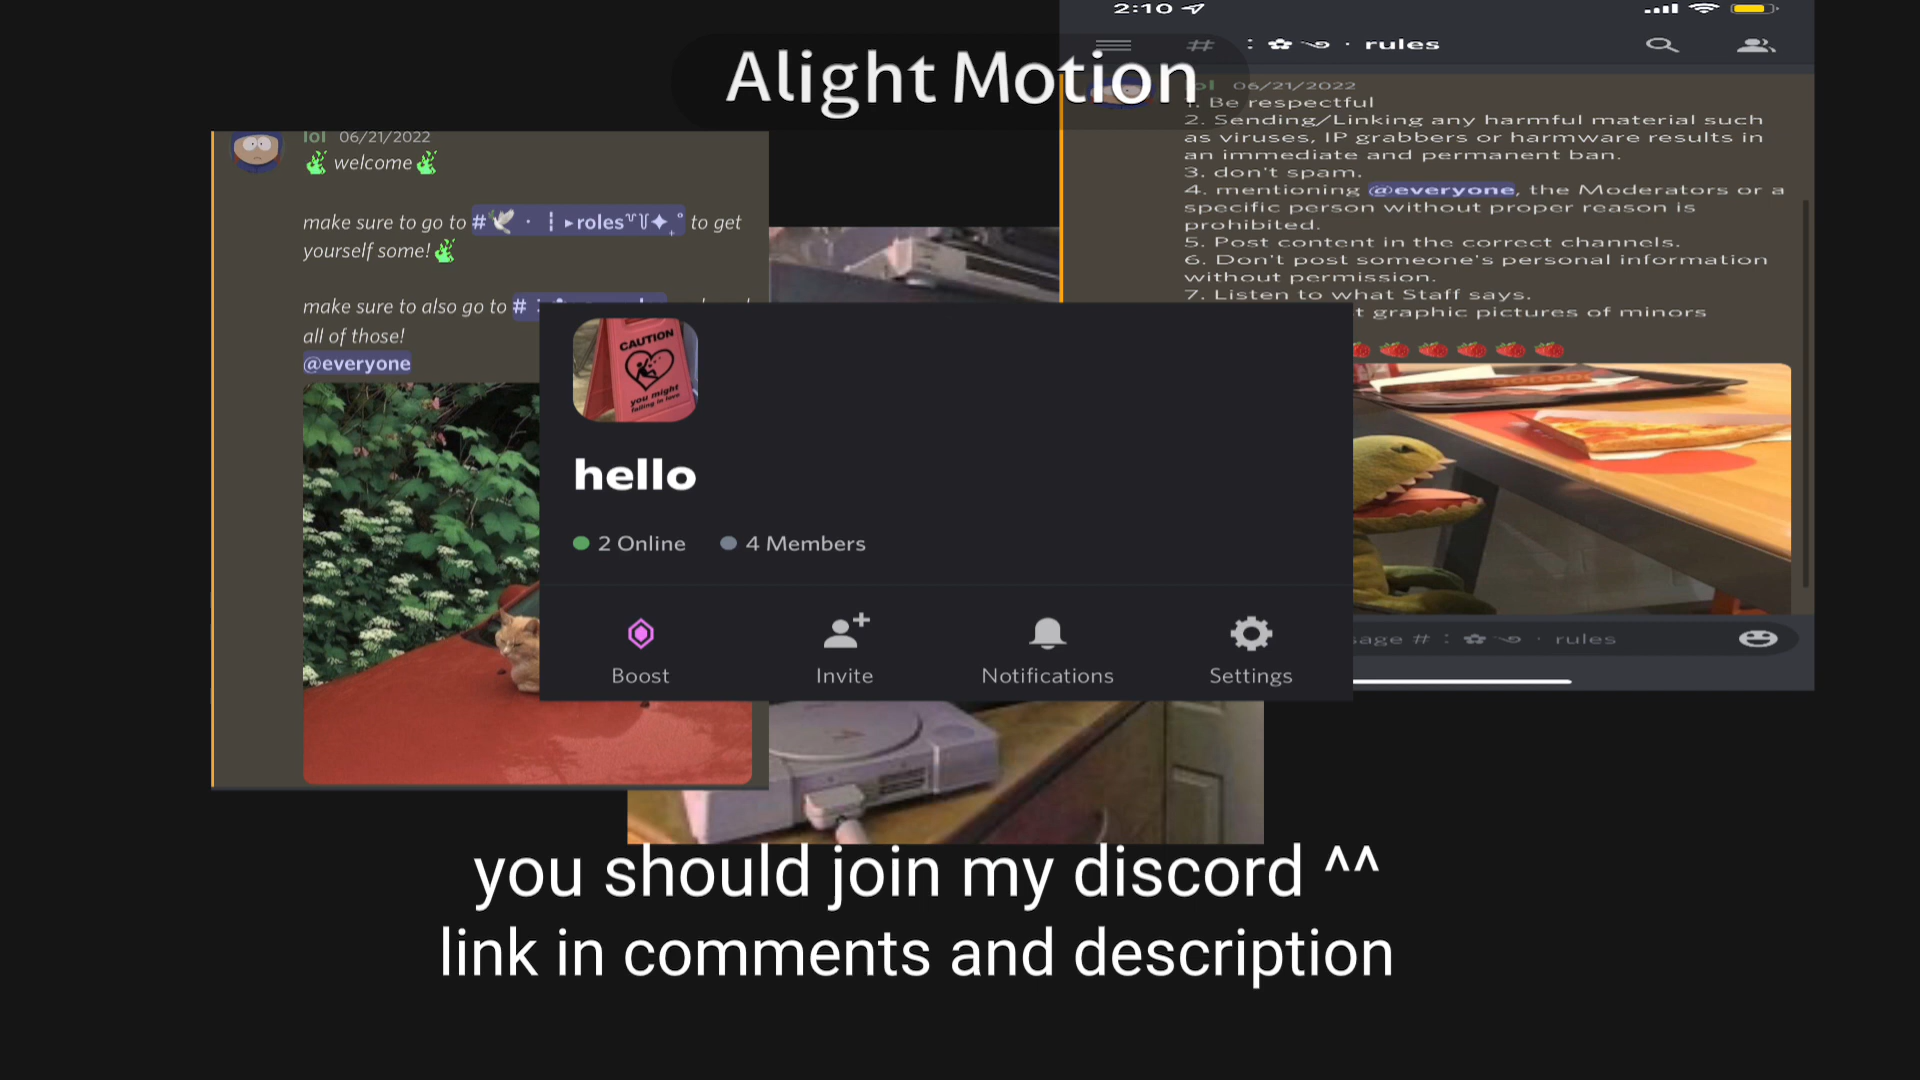 Alight Motion
lol 06/21/2022
welcome
make sure to go to # · ┆▸roles to get
yourself some!
make sure to also go to #
all of those!
@everyone
2:10
# : ✿ · rules
lol 06/21/2022
1. Be respectful
2. Sending/Linking any harmful material such
as viruses, IP grabbers or harmware results in
an immediate and permanent ban.
3. don't spam.
4. mentioning @everyone, the Moderators or a
specific person without proper reason is
prohibited.
5. Post content in the correct channels.
6. Don't post someone's personal information
without permission.
7. Listen to what Staff says.
graphic pictures of minors
# : ✿ · rules
CAUTION
you might
falling in love
hello
2 Online 4 Members
Boost Invite Notifications Settings
you should join my discord ^^
link in comments and description